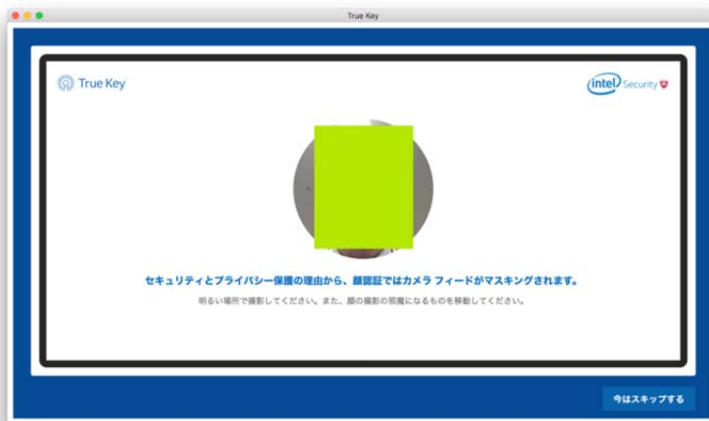 True Key
True Key
intel Security
セキュリティとプライバシー保護の理由から、顔認証ではカメラ フィードがマスキングされます。
明るい場所で撮影してください。また、顔の撮影の邪魔になるものを移動してください。
今はスキップする